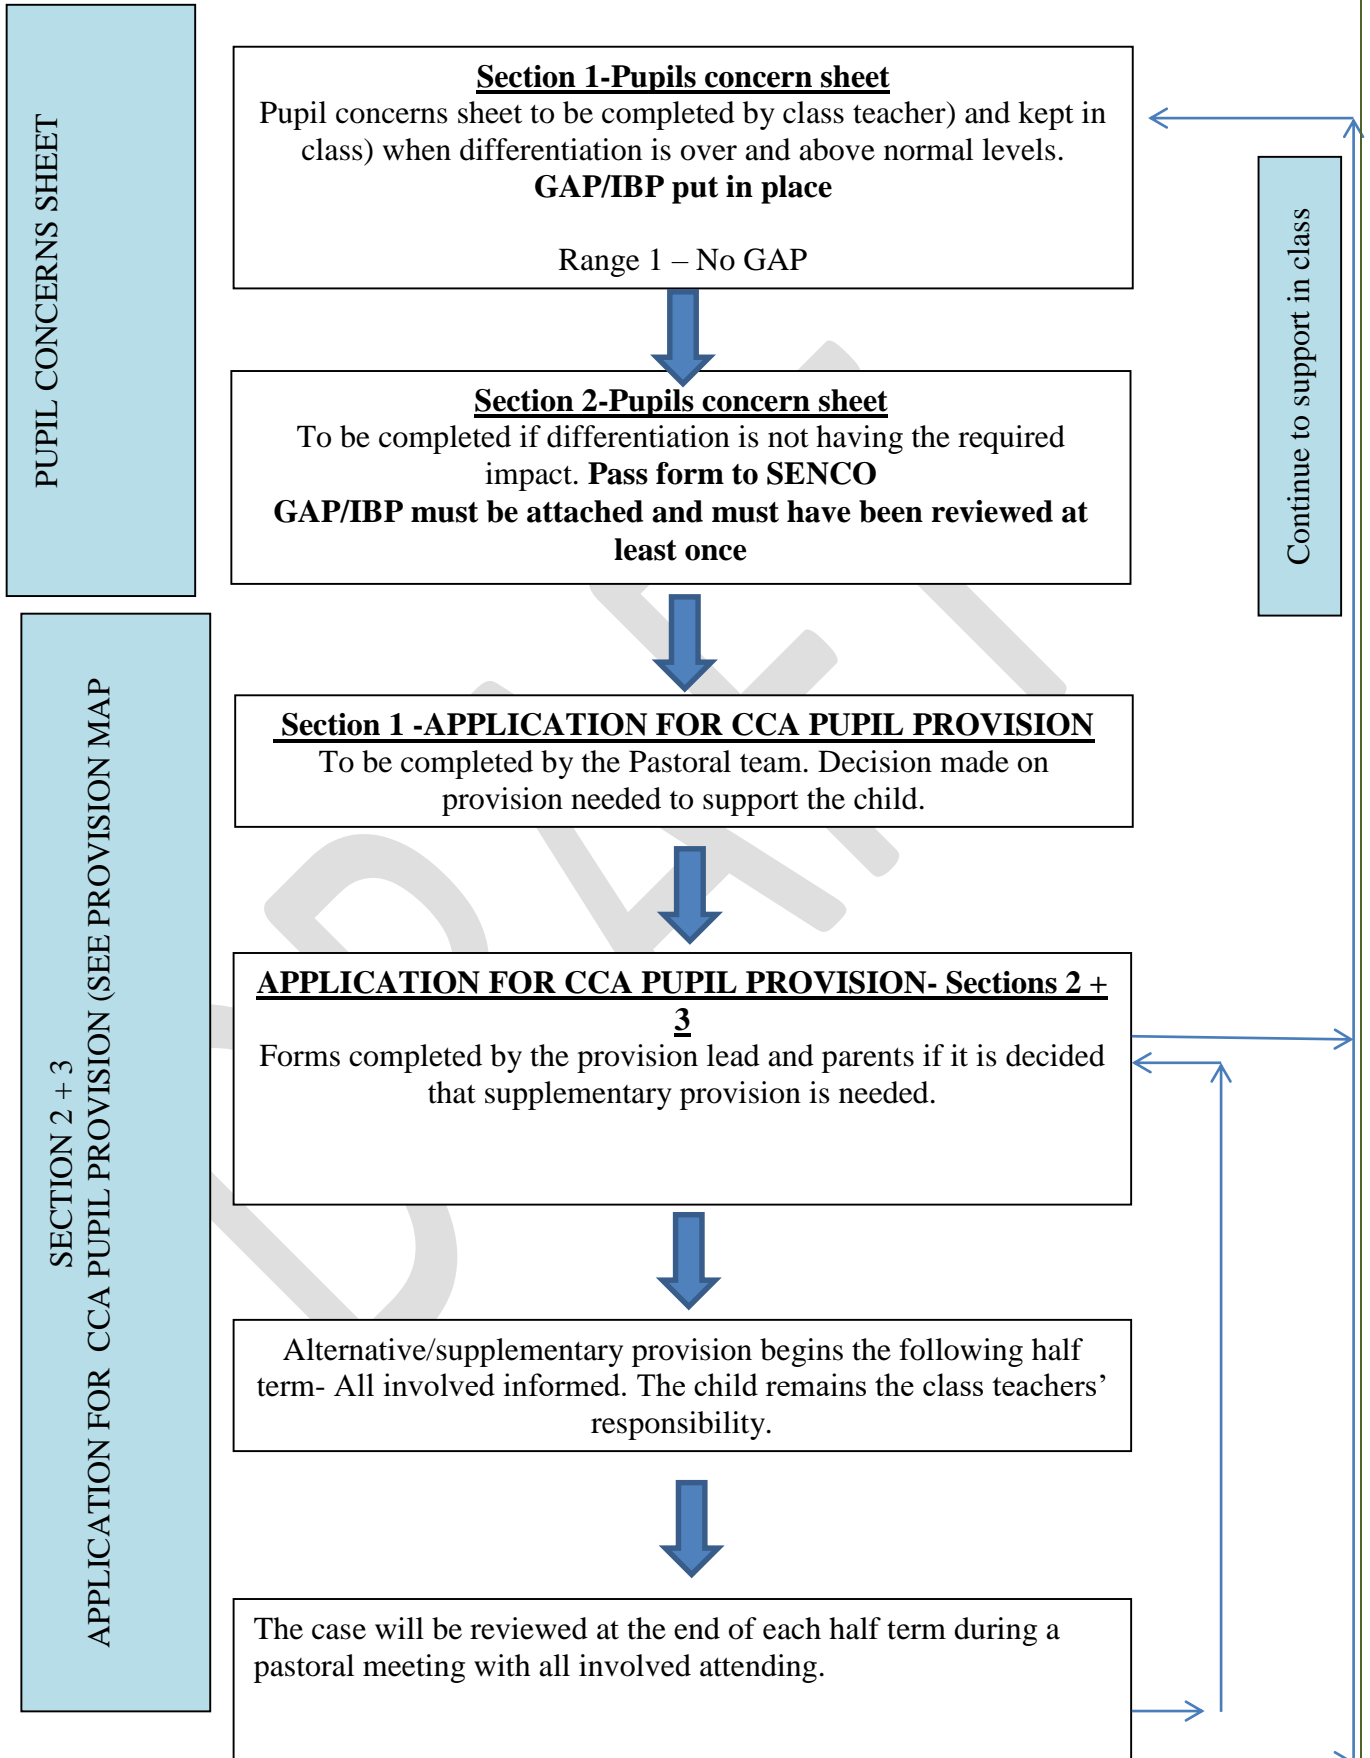 PUPIL CONCERNS SHEET
Section 1-Pupils concern sheet
Pupil concerns sheet to be completed by class teacher) and kept in
class) when differentiation is over and above normal levels.
GAP/IBP put in place
Range 1 – No GAP
Continue to support in class
Section 2-Pupils concern sheet
To be completed if differentiation is not having the required
impact. Pass form to SENCO
GAP/IBP must be attached and must have been reviewed at
least once
SECTION 2 + 3
APPLICATION FOR CCA PUPIL PROVISION (SEE PROVISION MAP
Section 1 -APPLICATION FOR CCA PUPIL PROVISION
To be completed by the Pastoral team. Decision made on
provision needed to support the child.
APPLICATION FOR CCA PUPIL PROVISION- Sections 2 +
3
Forms completed by the provision lead and parents if it is decided
that supplementary provision is needed.
Alternative/supplementary provision begins the following half
term- All involved informed. The child remains the class teachers’
responsibility.
The case will be reviewed at the end of each half term during a
pastoral meeting with all involved attending.
DRAFT